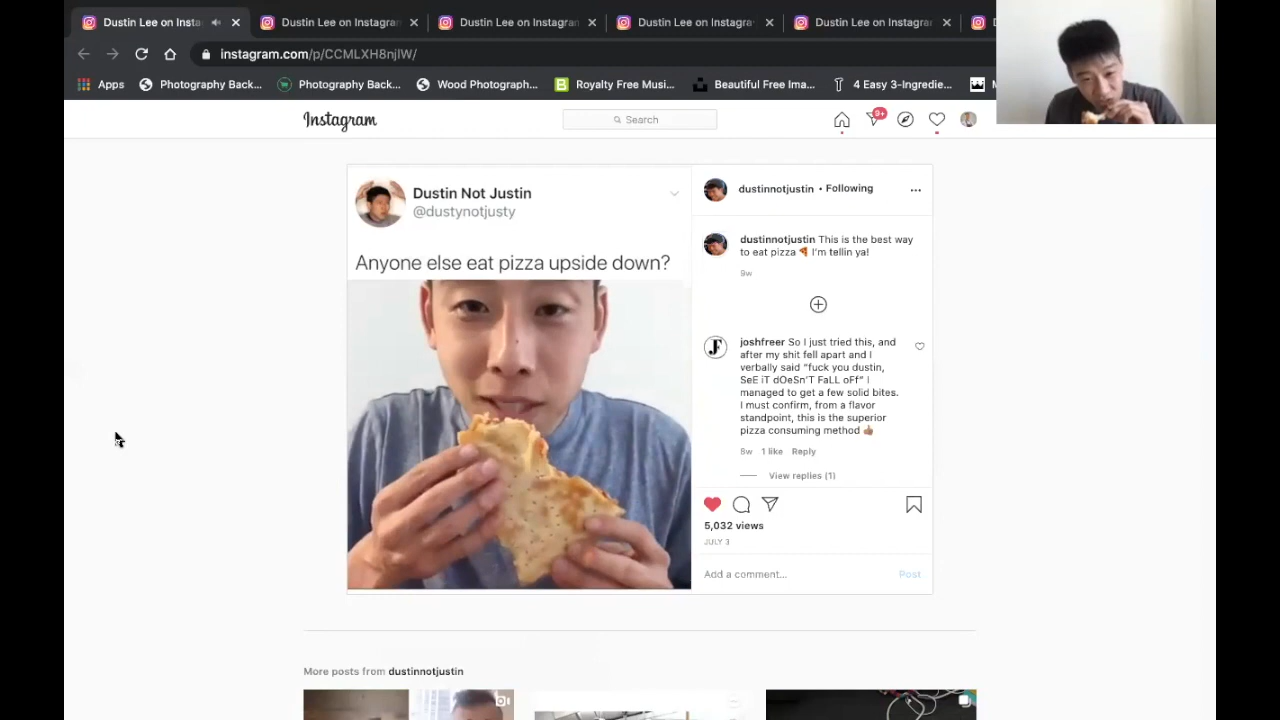 Dustin Lee on Insta
Dustin Lee on Instagram
Dustin Lee on Instagram
Dustin Lee on Instagra
Dustin Lee on Instagram
Dustin Lee
instagram.com/p/CCMLXH8njIW/
Apps
Photography Back...
Photography Back...
Wood Photograph...
Royalty Free Musi...
Beautiful Free Ima...
4 Easy 3-Ingredie...
Instagram
Search
9+
Dustin Not Justin
@dustynotjusty
Anyone else eat pizza upside down?
dustinnotjustin • Following
dustinnotjustin This is the best way
to eat pizza 🍕 I'm tellin ya!
9w
joshfreer So I just tried this, and
after my shit fell apart and I
verbally said "fuck you dustin,
SeE iT dOeSn'T FaLL oFf" I
managed to get a few solid bites.
I must confirm, from a flavor
standpoint, this is the superior
pizza consuming method 👍🏽
8w 1 like Reply
View replies (1)
5,032 views
JULY 3
Add a comment...
Post
More posts from dustinnotjustin